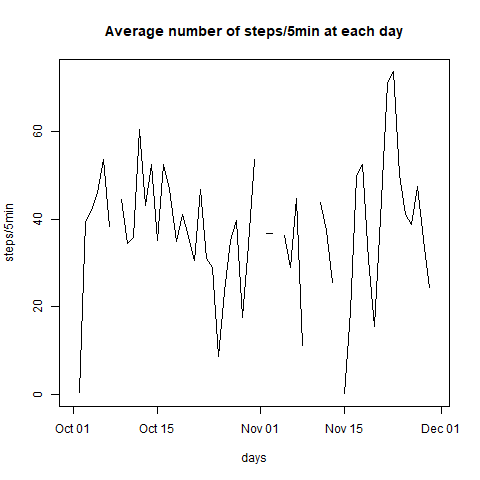 Average number of steps/5min at each day
steps/5min
60
40
20
0
Oct 01 Oct 15 Nov 01 Nov 15 Dec 01
days